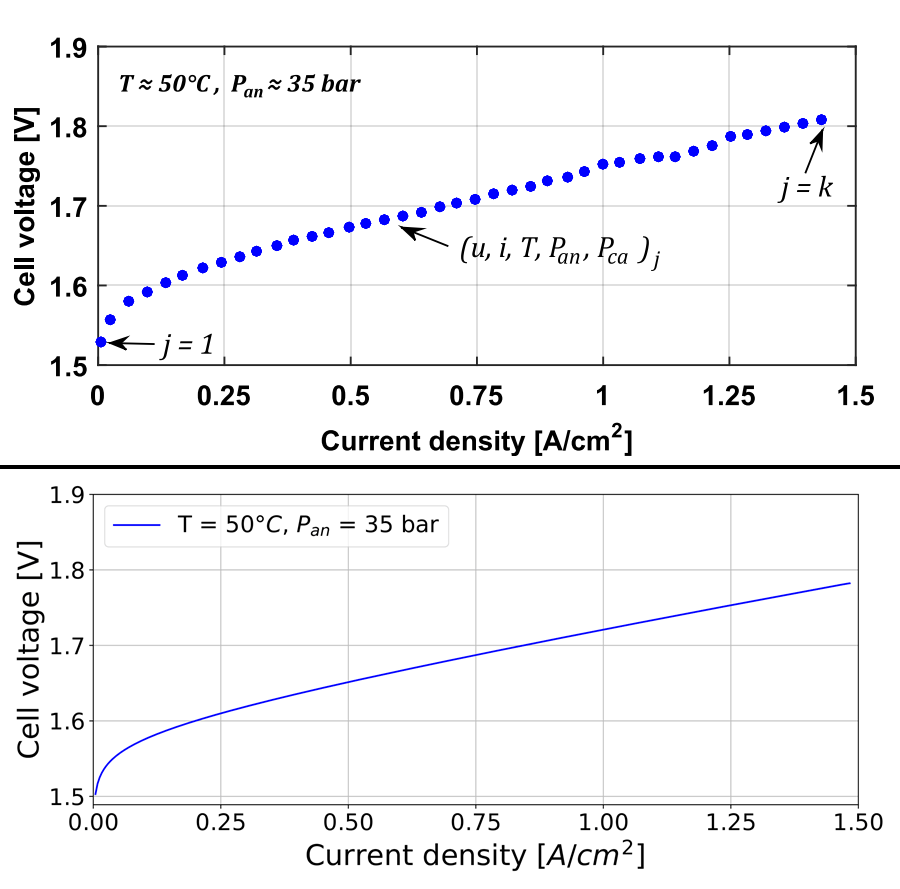 1.9
T ≈ 50°C, Pan ≈ 35 bar
1.8
j = k
1.7
(u, i, T, Pan, Pca )j
1.6
j = 1
1.5
Cell voltage [V]
0 0.25 0.5 0.75 1 1.25 1.5
Current density [A/cm²]
1.9
T = 50°C, Pan = 35 bar
1.8
1.7
1.6
1.5
Cell voltage [V]
0.00 0.25 0.50 0.75 1.00 1.25 1.50
Current density [A/cm²]